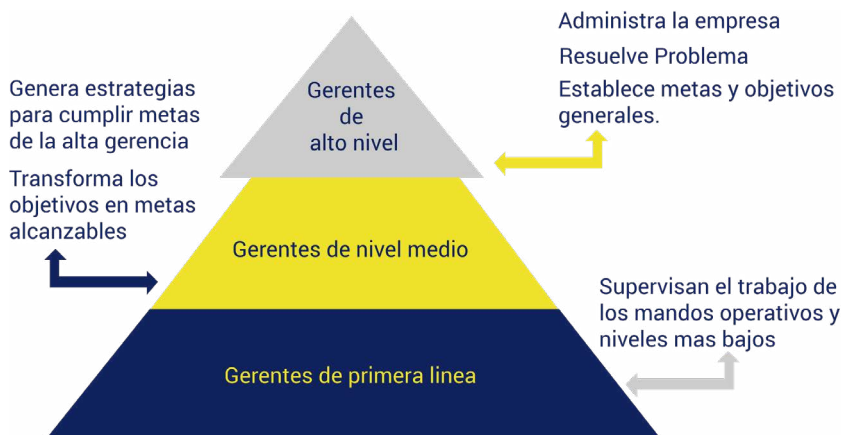 Administra la empresa
Resuelve Problema
Establece metas y objetivos
generales.
Genera estrategias
para cumplir metas
de la alta gerencia
Transforma los
objetivos en metas
alcanzables
Gerentes
de
alto nivel
Gerentes de nivel medio
Supervisan el trabajo de
los mandos operativos y
niveles mas bajos
Gerentes de primera linea